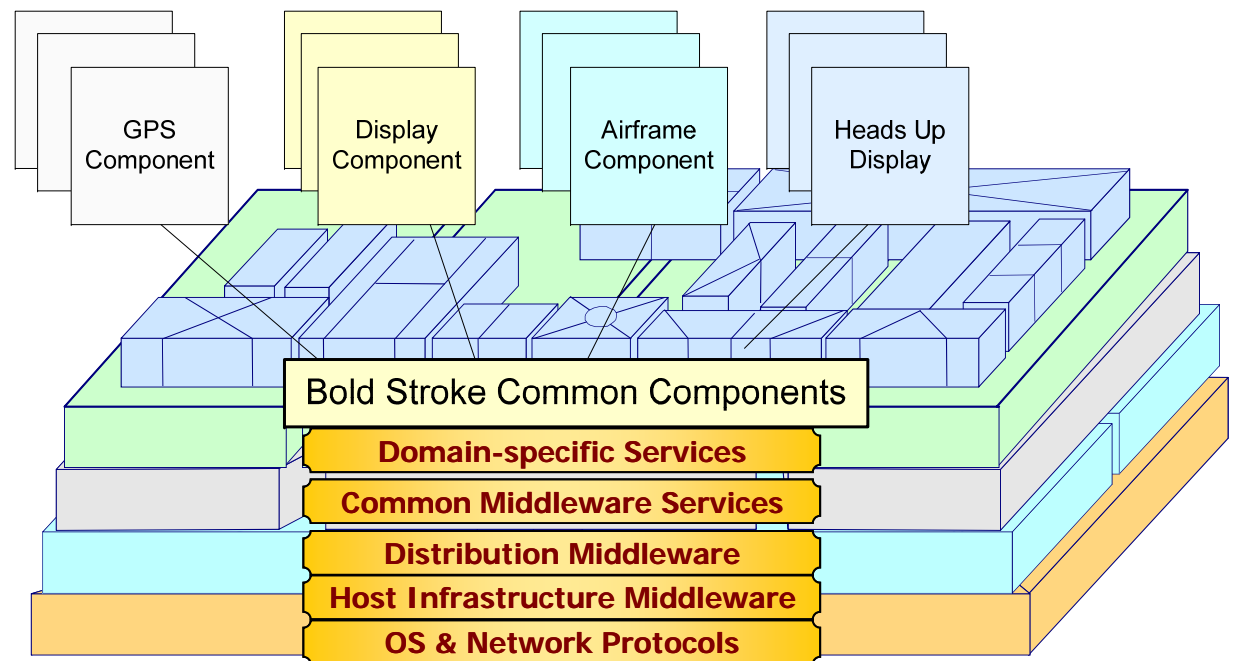 GPS
Component
Display
Component
Airframe
Component
Heads Up
Display
Bold Stroke Common Components
Domain-specific Services
Common Middleware Services
Distribution Middleware
Host Infrastructure Middleware
OS & Network Protocols